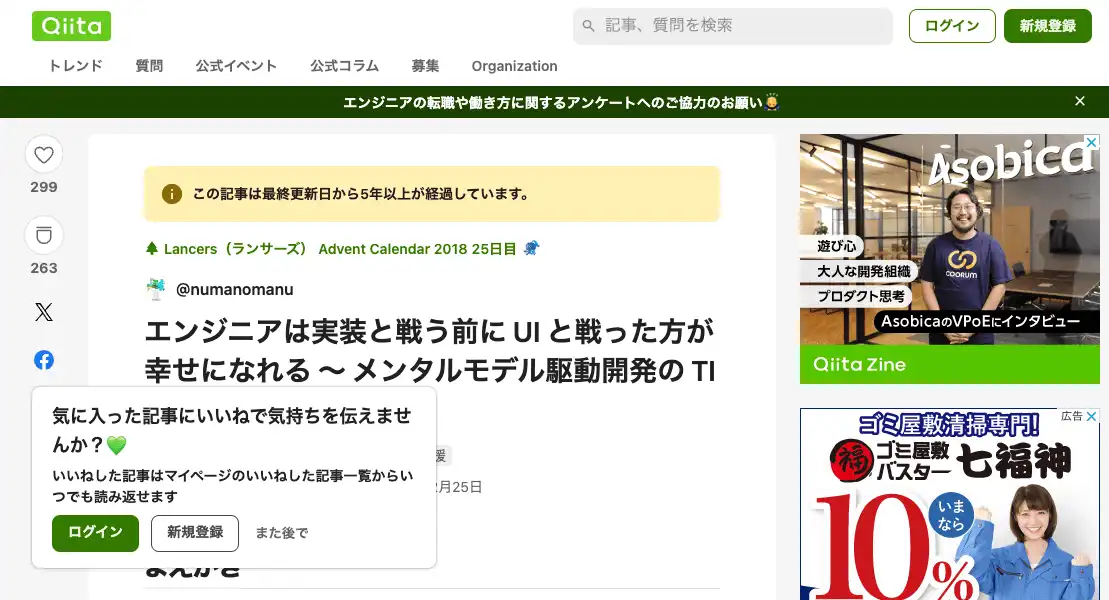 Qiita
記事、質問を検索
ログイン
新規登録
トレンド
質問
公式イベント
公式コラム
募集
Organization
エンジニアの転職や働き方に関するアンケートへのご協力のお願い🙇
299
263
この記事は最終更新日から5年以上が経過しています。
Lancers（ランサーズ） Advent Calendar 2018 25日目
@numanomanu
エンジニアは実装と戦う前に UI と戦った方が
幸せになれる 〜 メンタルモデル駆動開発の TI
援
月25日
気に入った記事にいいねで気持ちを伝えませ
んか？💚
いいねした記事はマイページのいいねした記事一覧からい
つでも読み返せます
ログイン
新規登録
また後で
まえがき
Asobica
遊び心
大人な開発組織
プロダクト思考
COORUM
AsobicaのVPoEにインタビュー
Qiita Zine
広告
ゴミ屋敷清掃専門!
福
ゴミ屋敷
バスター
七福神
いま
なら
10%